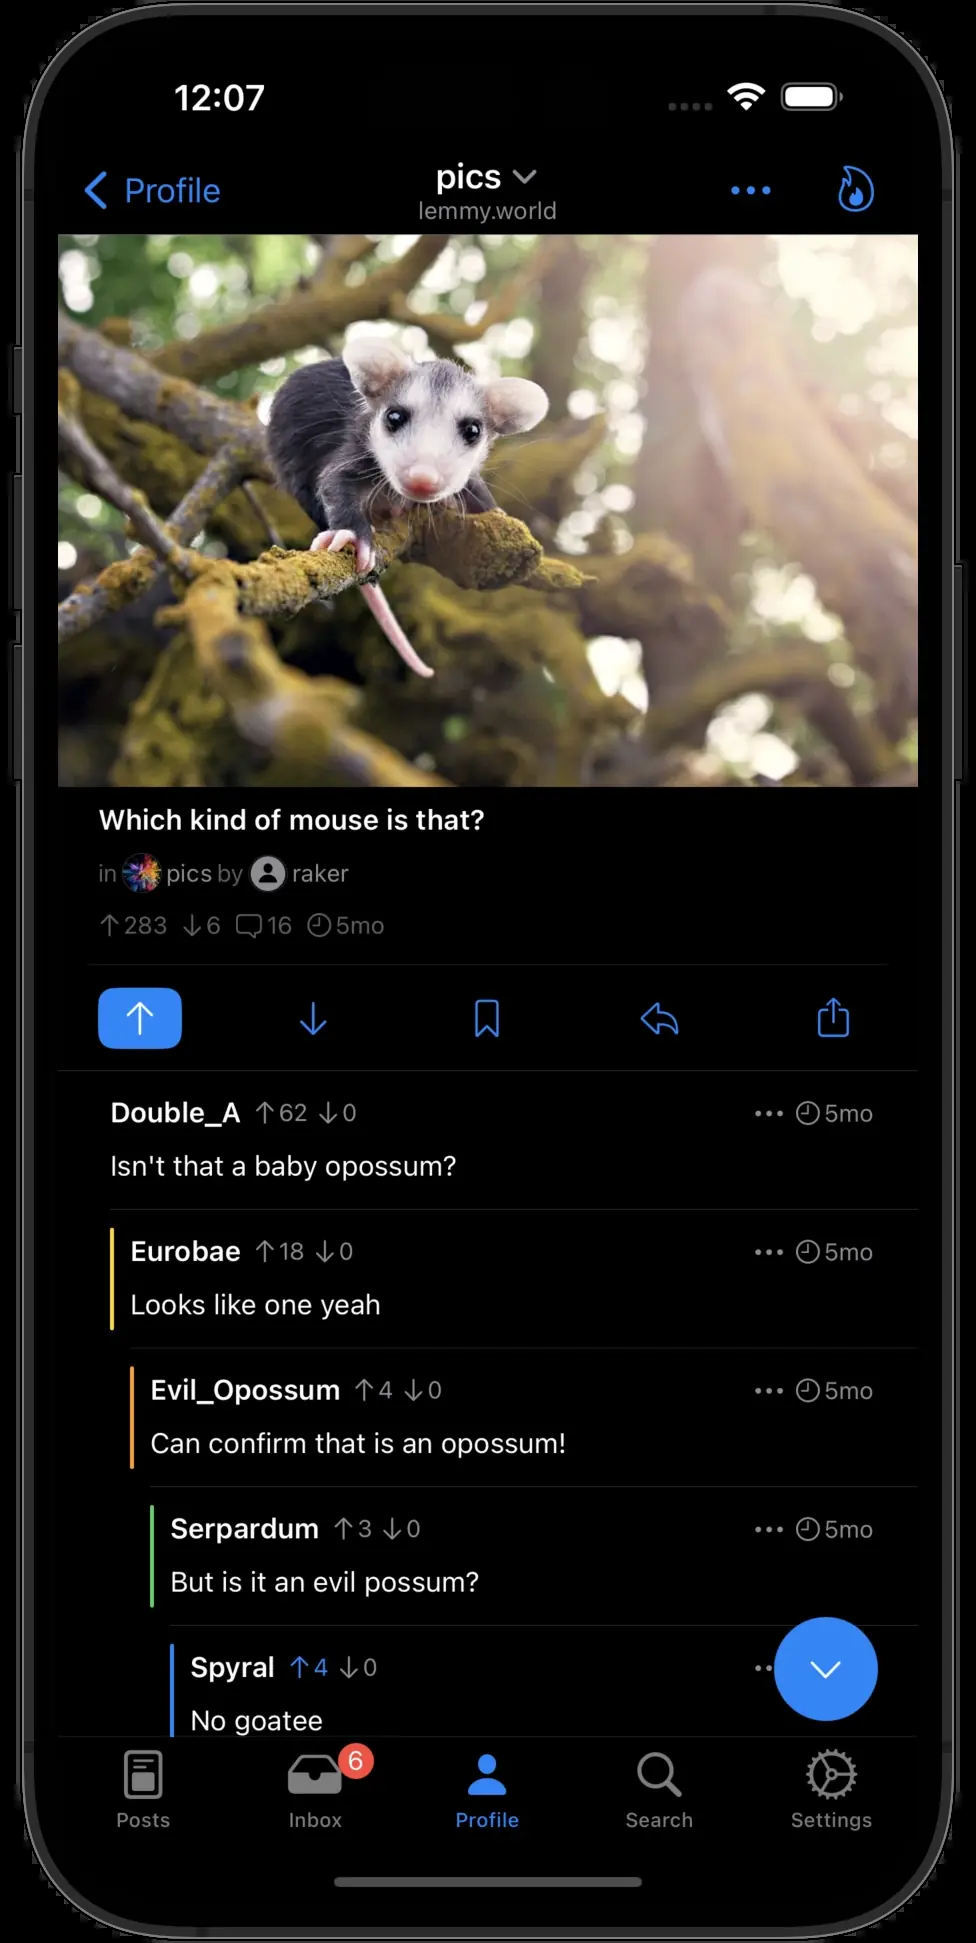 12:07
Profile
pics
lemmy.world
Which kind of mouse is that?
in pics by raker
283 6 16 5mo
Double_A 62 0 5mo
Isn't that a baby opossum?
Eurobae 18 0 5mo
Looks like one yeah
Evil_Opossum 4 0 5mo
Can confirm that is an opossum!
Serpardum 3 0 5mo
But is it an evil possum?
Spyral 4 0
No goatee
6
Posts Inbox Profile Search Settings